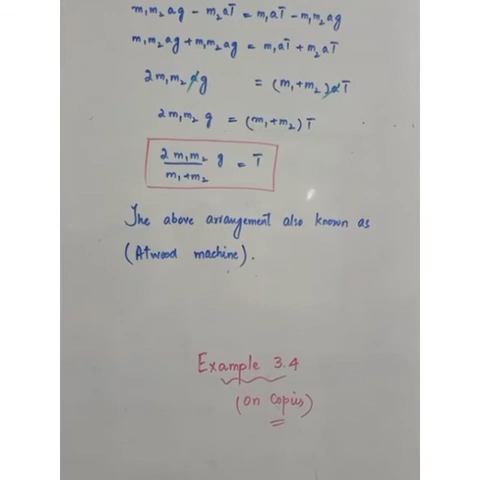 m₁m₂ag - m₂aT = m₁aT - m₁m₂ag
m₁m₂ag + m₁m₂ag = m₁aT + m₂aT
2m₁m₂ag = (m₁+m₂)aT
2m₁m₂g = (m₁+m₂)T
2m₁m₂/m₁+m₂ g = T
The above arrangement also known as
(Atwood machine).
Example 3.4
(on copies)